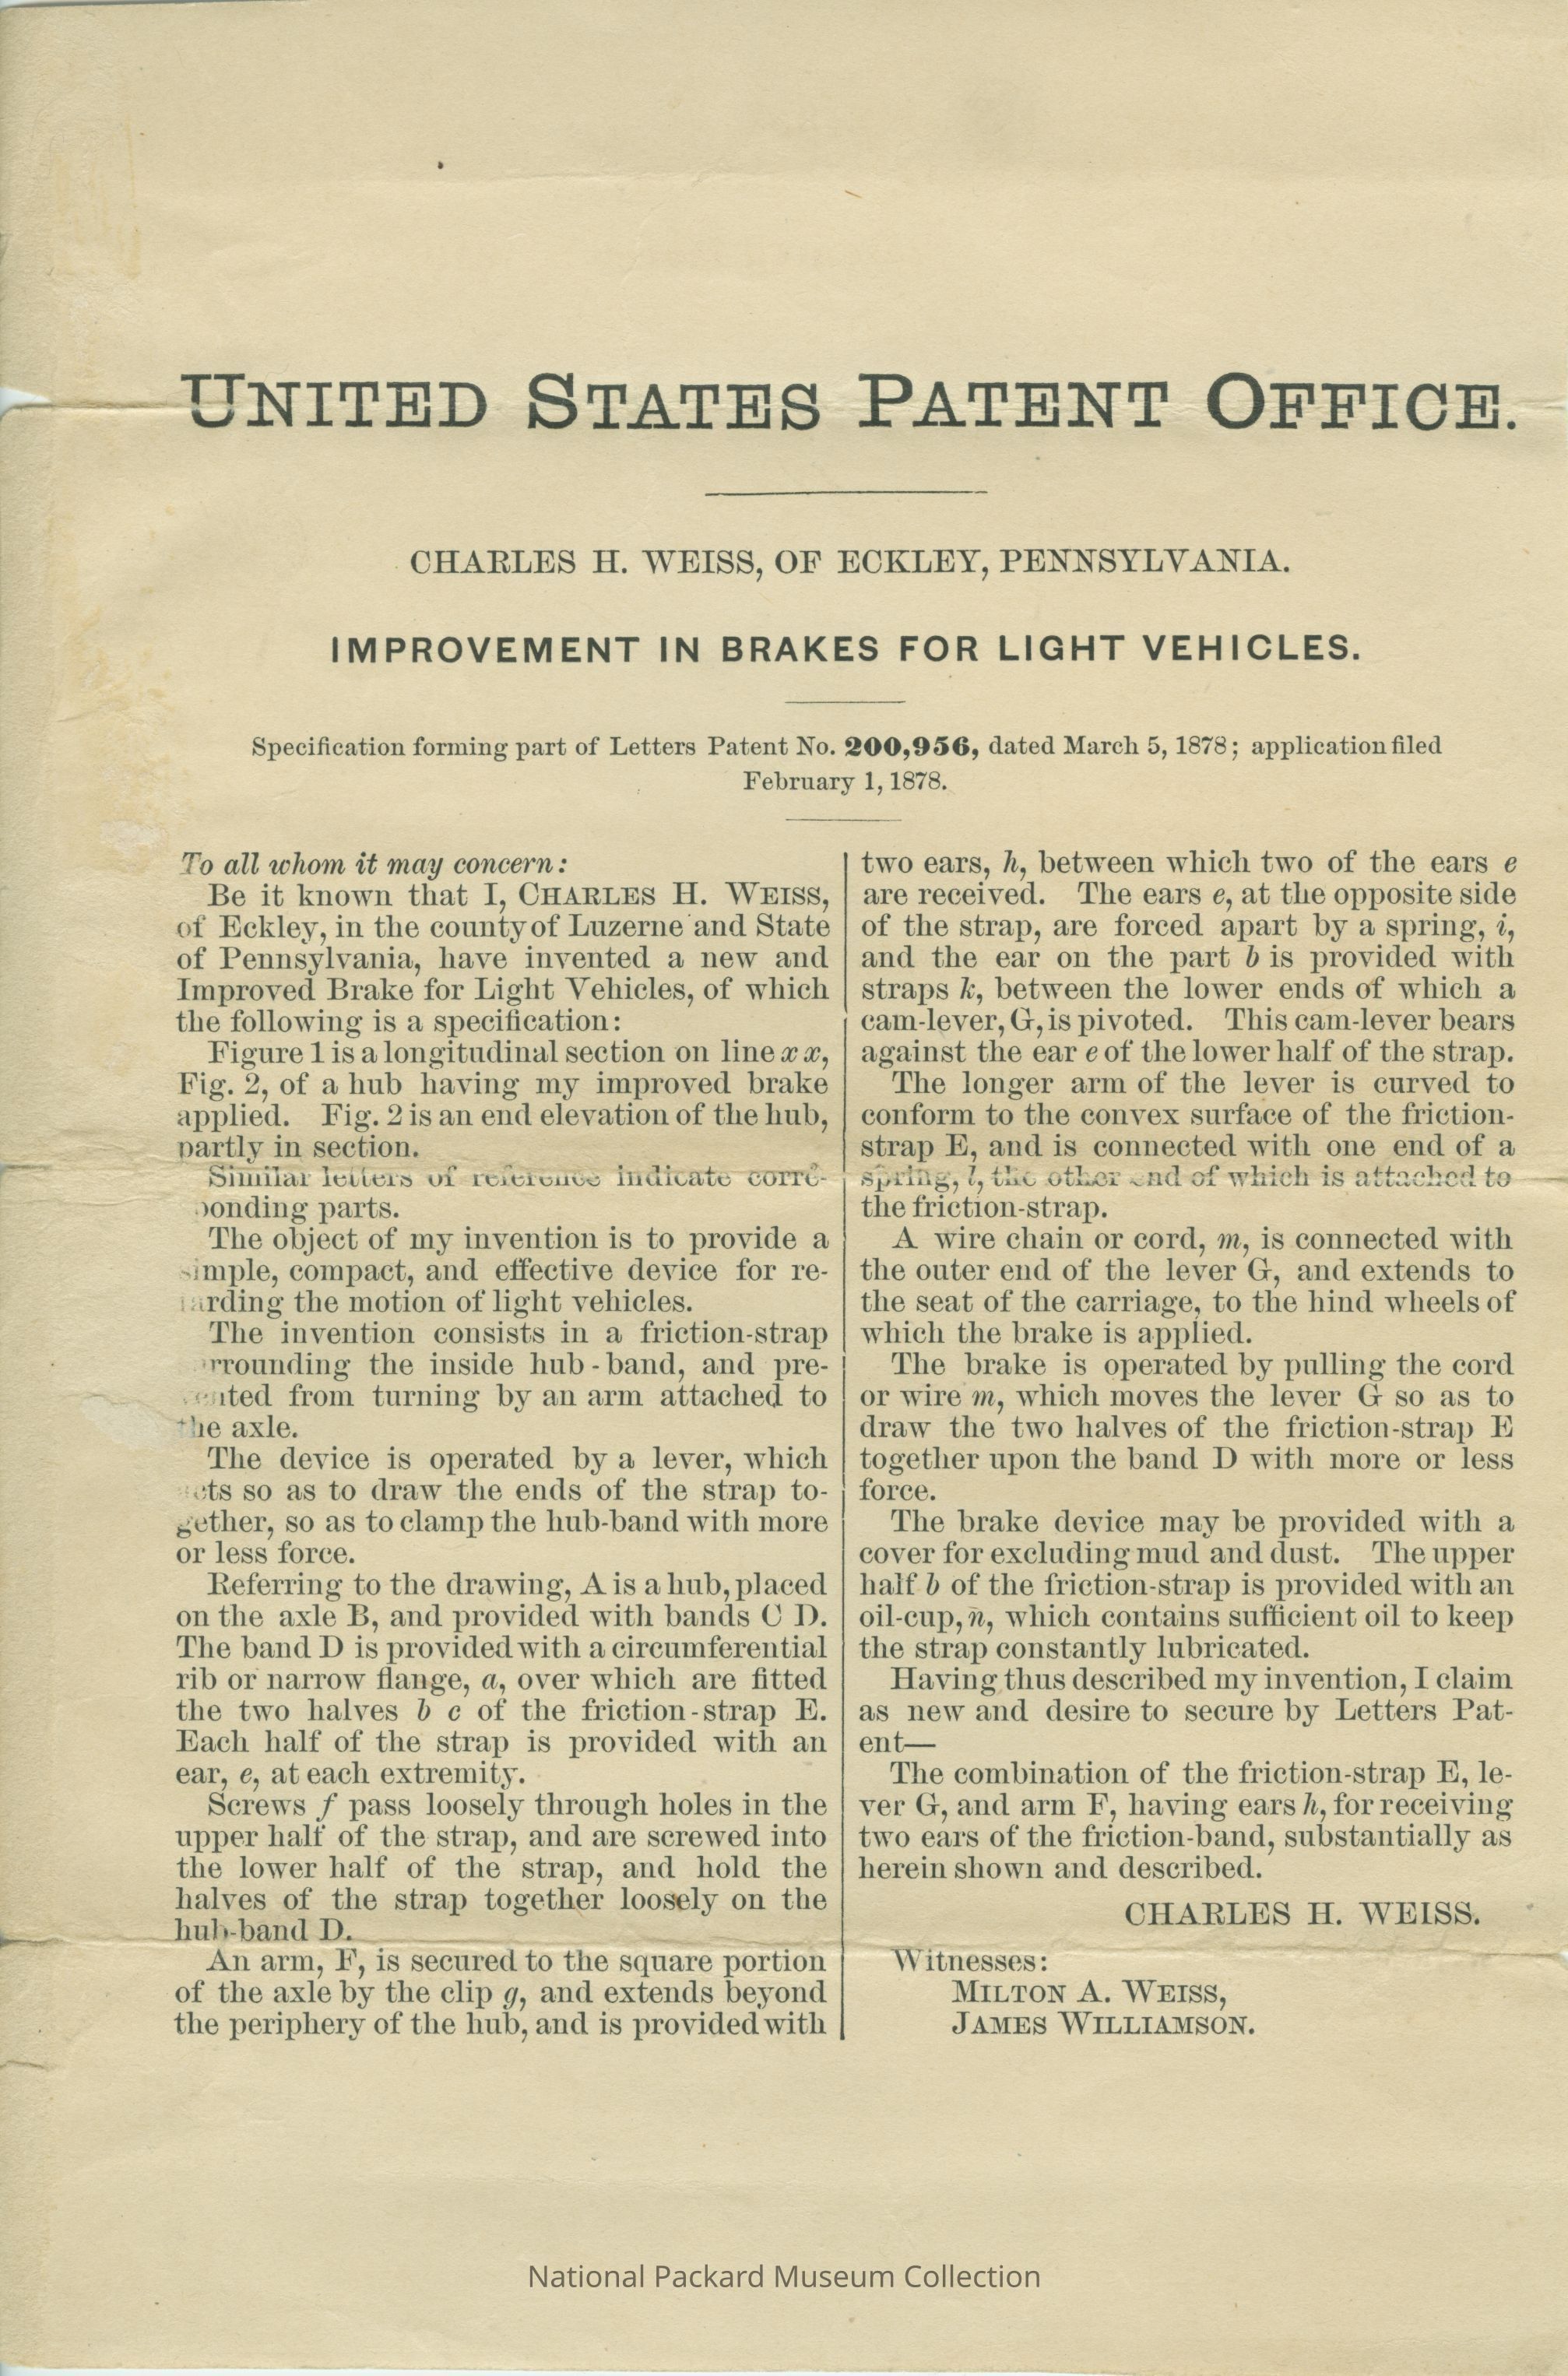 UNITED STATES PATENT OFFICE.
CHARLES H. WEISS, OF ECKLEY, PENNSYLVANIA.
IMPROVEMENT IN BRAKES FOR LIGHT VEHICLES.
Specification forming part of Letters Patent No. 200,956, dated March 5, 1878; application filed
February 1, 1878.
To all whom it may concern:
Be it known that I, CHARLES H. WEISS,
of Eckley, in the county of Luzerne and State
of Pennsylvania, have invented a new and
Improved Brake for Light Vehicles, of which
the following is a specification:
Figure 1 is a longitudinal section on line x x,
Fig. 2, of a hub having my improved brake
applied. Fig. 2 is an end elevation of the hub,
partly in section.
Similar letters of reference indicate corre-
ponding parts.
The object of my invention is to provide a
simple, compact, and effective device for re-
tarding the motion of light vehicles.
The invention consists in a friction-strap
rrounding the inside hub-band, and pre-
ented from turning by an arm attached to
the axle.
The device is operated by a lever, which
acts so as to draw the ends of the strap to-
gether, so as to clamp the hub-band with more
or less force.
Referring to the drawing, A is a hub, placed
on the axle B, and provided with bands C D.
The band D is provided with a circumferential
rib or narrow flange, a, over which are fitted
the two halves b c of the friction-strap E.
Each half of the strap is provided with an
ear, e, at each extremity.
Screws f pass loosely through holes in the
upper half of the strap, and are screwed into
the lower half of the strap, and hold the
halves of the strap together loosely on the
hub-band D.
An arm, F, is secured to the square portion
of the axle by the clip g, and extends beyond
the periphery of the hub, and is provided with
two ears, h, between which two of the ears e
are received. The ears e, at the opposite side
of the strap, are forced apart by a spring, i,
and the ear on the part b is provided with
straps k, between the lower ends of which a
cam-lever, G, is pivoted. This cam-lever bears
against the ear e of the lower half of the strap.
The longer arm of the lever is curved to
conform to the convex surface of the friction-
strap E, and is connected with one end of a
spring, l, the other end of which is attached to
the friction-strap.
A wire chain or cord, m, is connected with
the outer end of the lever G, and extends to
the seat of the carriage, to the hind wheels of
which the brake is applied.
The brake is operated by pulling the cord
or wire m, which moves the lever G so as to
draw the two halves of the friction-strap E
together upon the band D with more or less
force.
The brake device may be provided with a
cover for excluding mud and dust. The upper
half b of the friction-strap is provided with an
oil-cup, n, which contains sufficient oil to keep
the strap constantly lubricated.
Having thus described my invention, I claim
as new and desire to secure by Letters Pat-
ent—
The combination of the friction-strap E, le-
ver G, and arm F, having ears h, for receiving
two ears of the friction-band, substantially as
herein shown and described.
CHARLES H. WEISS.
Witnesses:
MILTON A. WEISS,
JAMES WILLIAMSON.
National Packard Museum Collection